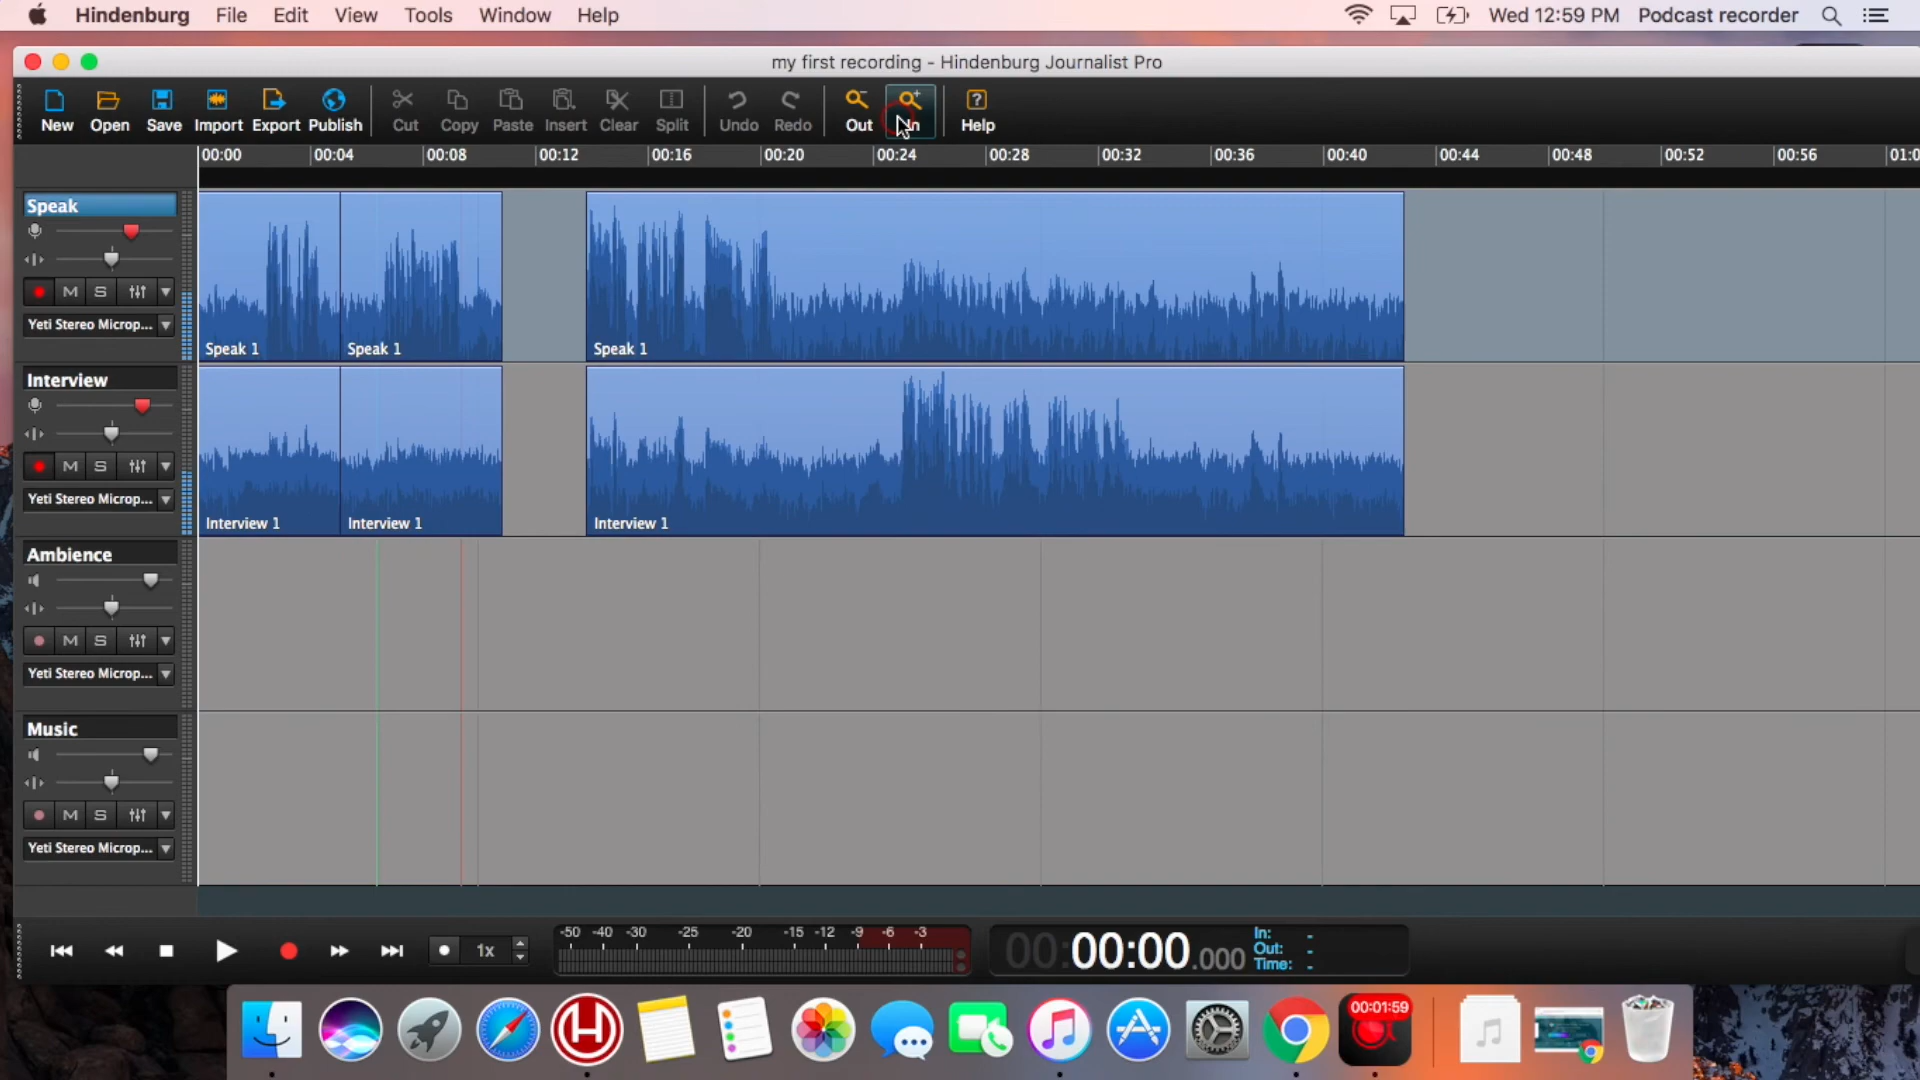 Hindenburg File Edit View Tools Window Help Wed 12:59 PM Podcast recorder
my first recording - Hindenburg Journalist Pro
New Open Save Import Export Publish Cut Copy Paste Insert Clear Split Undo Redo Out In Help
00:00 00:04 00:08 00:12 00:16 00:20 00:24 00:28 00:32 00:36 00:40 00:44 00:48 00:52 00:56 01:0
Speak
M S
Yeti Stereo Microp...
Speak 1 Speak 1 Speak 1
Interview
M S
Yeti Stereo Microp...
Interview 1 Interview 1 Interview 1
Ambience
M S
Yeti Stereo Microp...
Music
M S
Yeti Stereo Microp...
-50 -40 -30 -25 -20 -15 -12 -9 -6 -3
1x
00:00:00.000
In: -
Out: -
Time: -
00:01:59